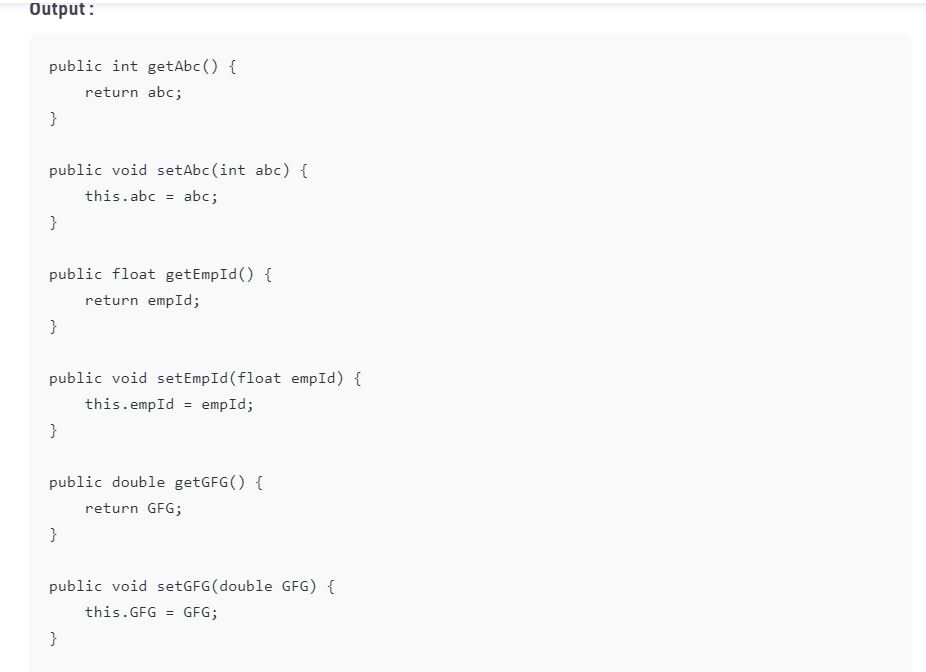 Output :
public int getAbc() {
    return abc;
}
public void setAbc(int abc) {
    this.abc = abc;
}
public float getEmpId() {
    return empId;
}
public void setEmpId(float empId) {
    this.empId = empId;
}
public double getGFG() {
    return GFG;
}
public void setGFG(double GFG) {
    this.GFG = GFG;
}